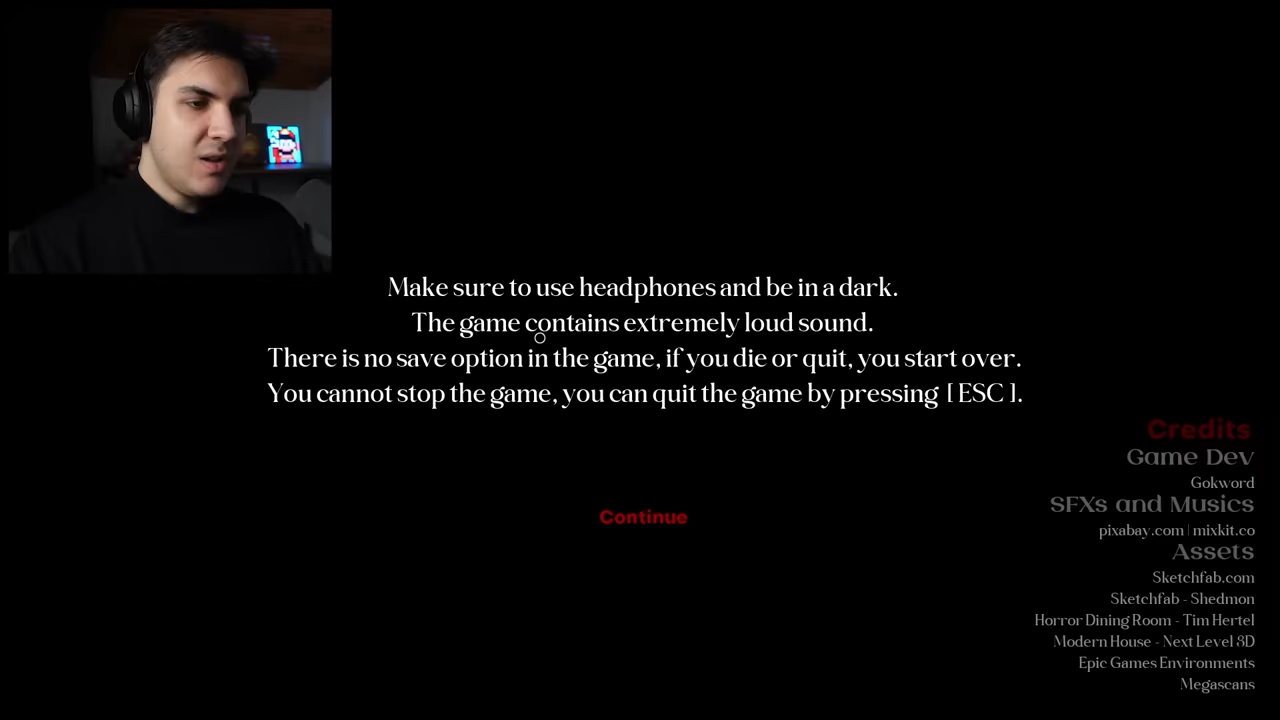 Make sure to use headphones and be in a dark.
The game contains extremely loud sound.
There is no save option in the game, if you die or quit, you start over.
You cannot stop the game, you can quit the game by pressing [ ESC ].
Continue
Credits
Game Dev
Gokword
SFXs and Musics
pixabay.com | mixkit.co
Assets
Sketchfab.com
Sketchfab - Shedmon
Horror Dining Room - Tim Hertel
Modern House - Next Level 3D
Epic Games Environments
Megascans